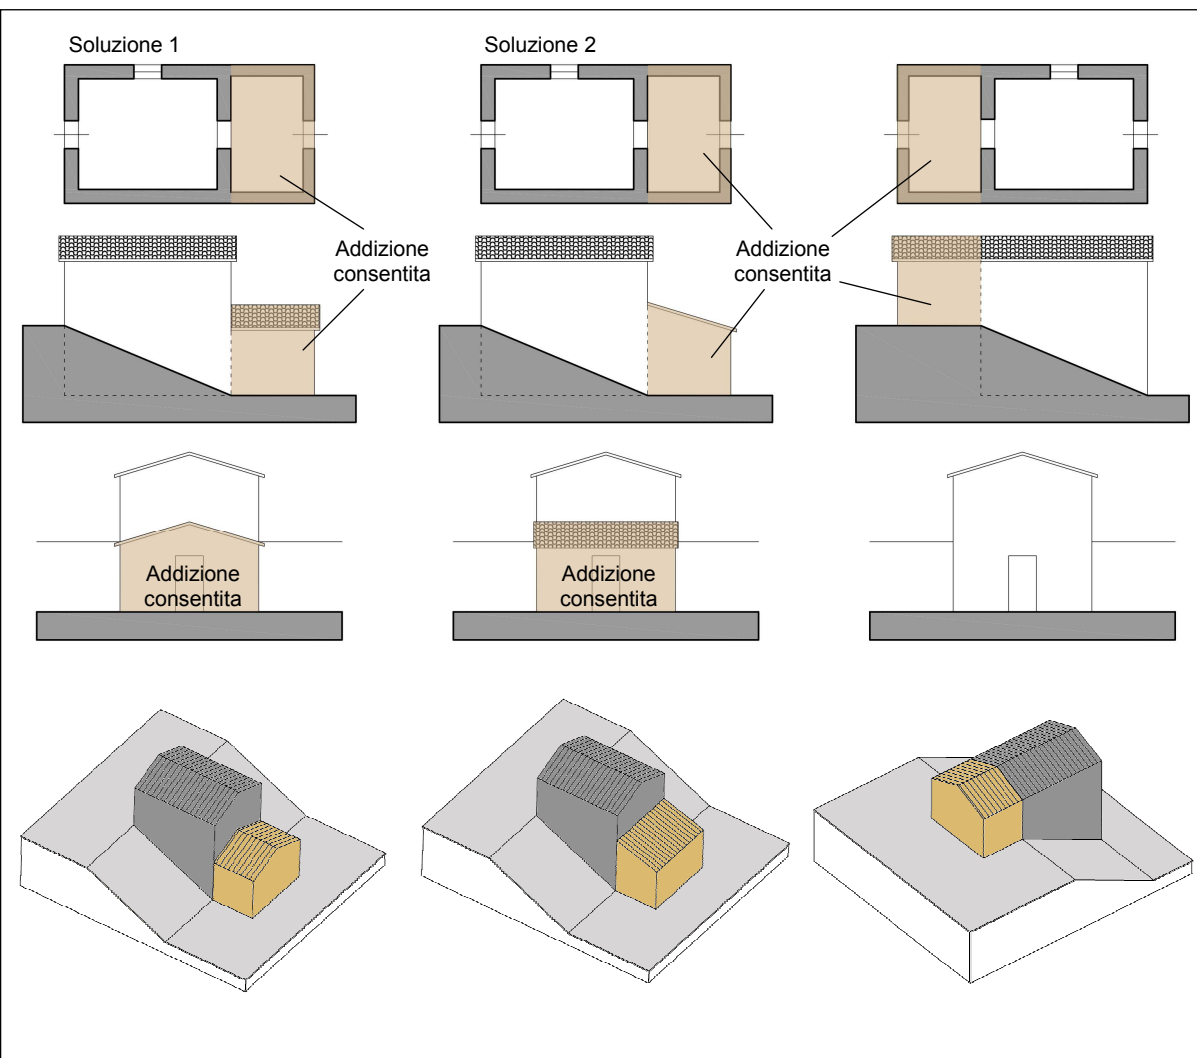 Soluzione 1
Soluzione 2
Addizione
consentita
Addizione
consentita
Addizione
consentita
Addizione
consentita